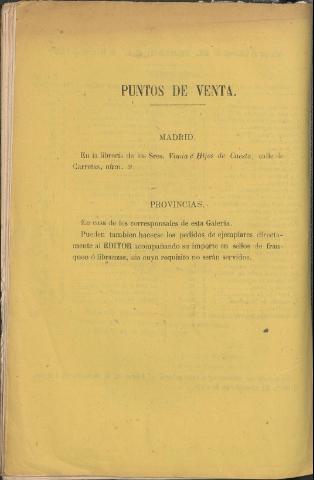 PUNTOS DE VENTA.
MADRID.
En la librería de los Sres. Viuda é Hijos de Cuesta, calle de
Carretas, núm. 9.
PROVINCIAS.
En casa de los corresponsales de esta Galería.
Pueden tambien hacerse los pedidos de ejemplares directa-
mente al EDITOR acompañando su importe en sellos de fran-
queo ó libranzas, sin cuyo requisito no serán servidos.